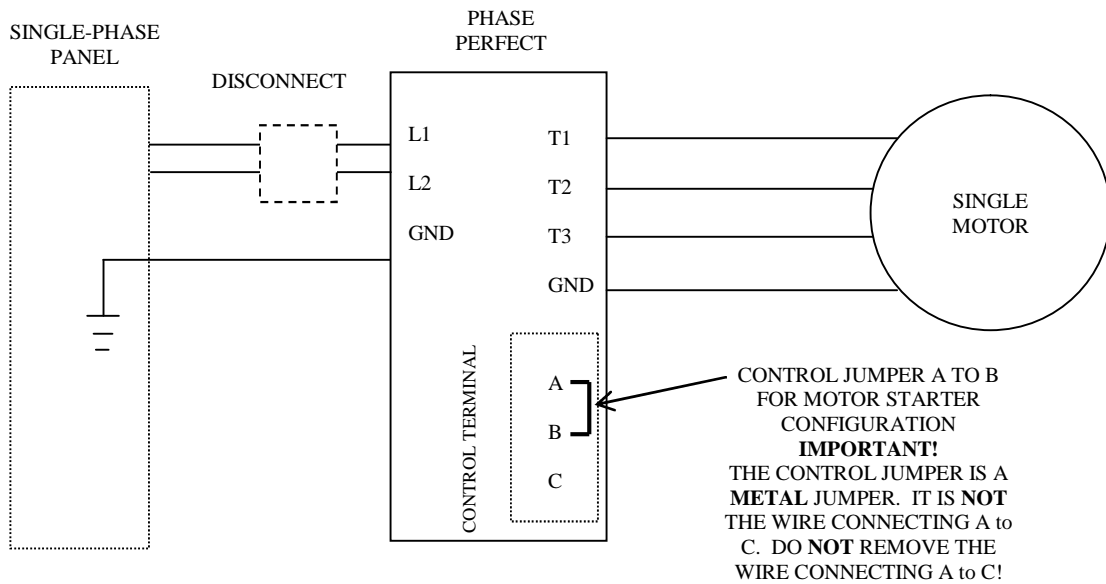 SINGLE-PHASE
PANEL
DISCONNECT
PHASE
PERFECT
L1
L2
GND
T1
T2
T3
GND
SINGLE
MOTOR
CONTROL TERMINAL
A
B
C
CONTROL JUMPER A TO B
FOR MOTOR STARTER
CONFIGURATION
IMPORTANT!
THE CONTROL JUMPER IS A
METAL JUMPER. IT IS NOT
THE WIRE CONNECTING A to
C. DO NOT REMOVE THE
WIRE CONNECTING A to C!